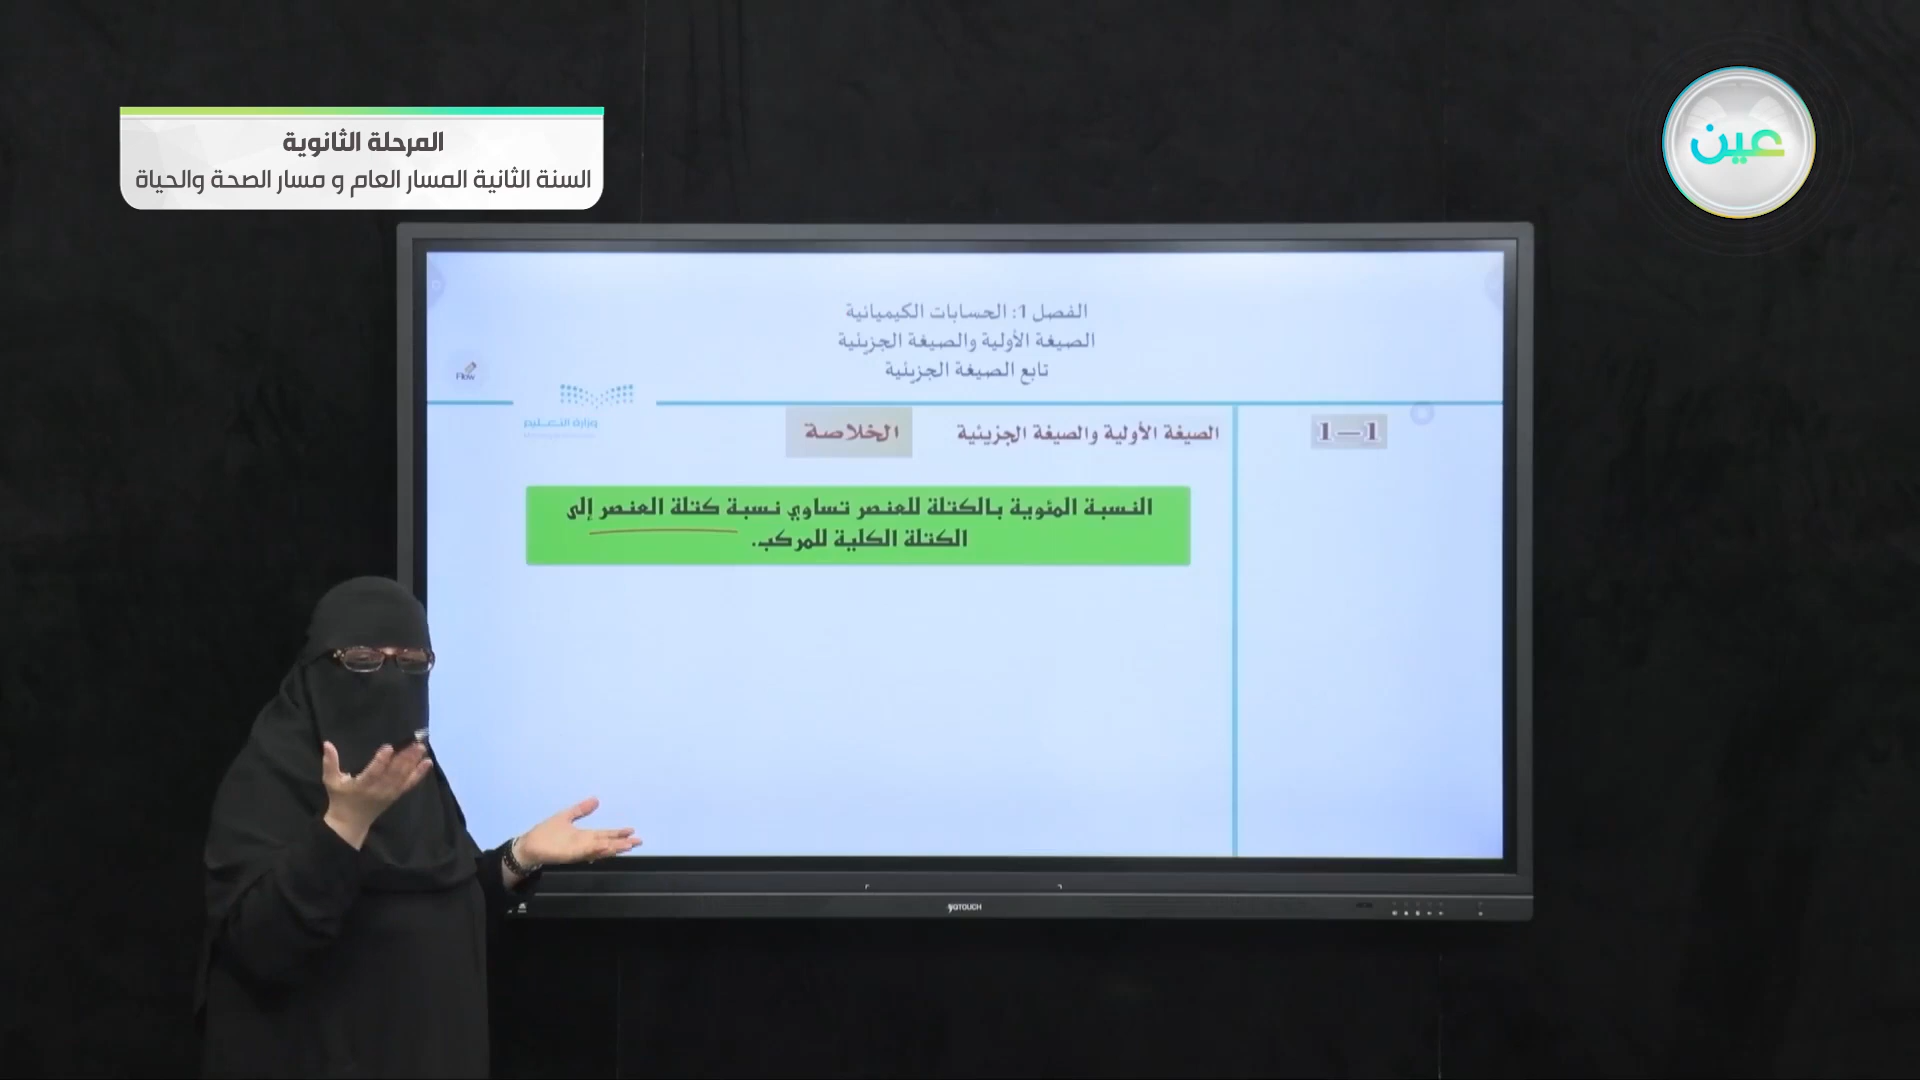 المرحلة الثانوية
السنة الثانية المسار العام و مسار الصحة والحياة
عين
الفصل 1: الحسابات الكيميائية
الصيغة الأولية والصيغة الجزيئية
تابع الصيغة الجزيئية
Flow
وزارة التعليم
1—1
الصيغة الأولية والصيغة الجزيئية
الخلاصة
النسبة المئوية بالكتلة للعنصر تساوي نسبة كتلة العنصر إلى
الكتلة الكلية للمركب.